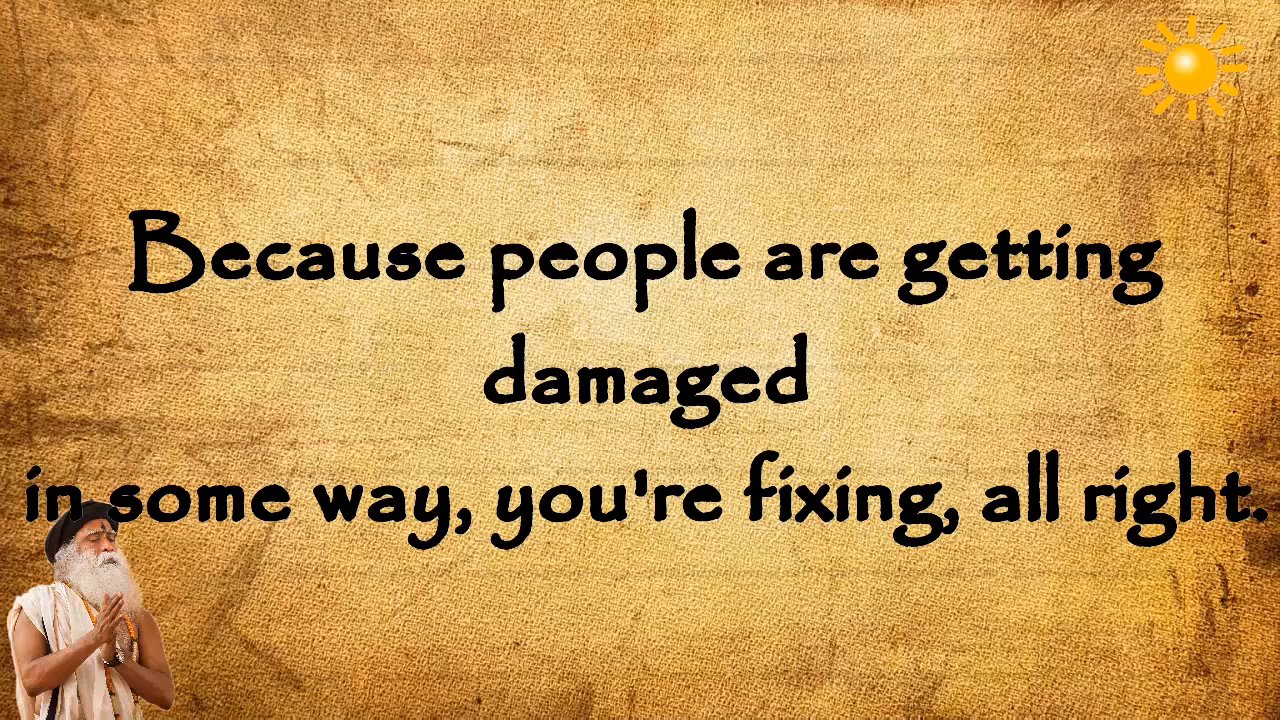 Because people are getting
damaged
in some way, you're fixing, all right.